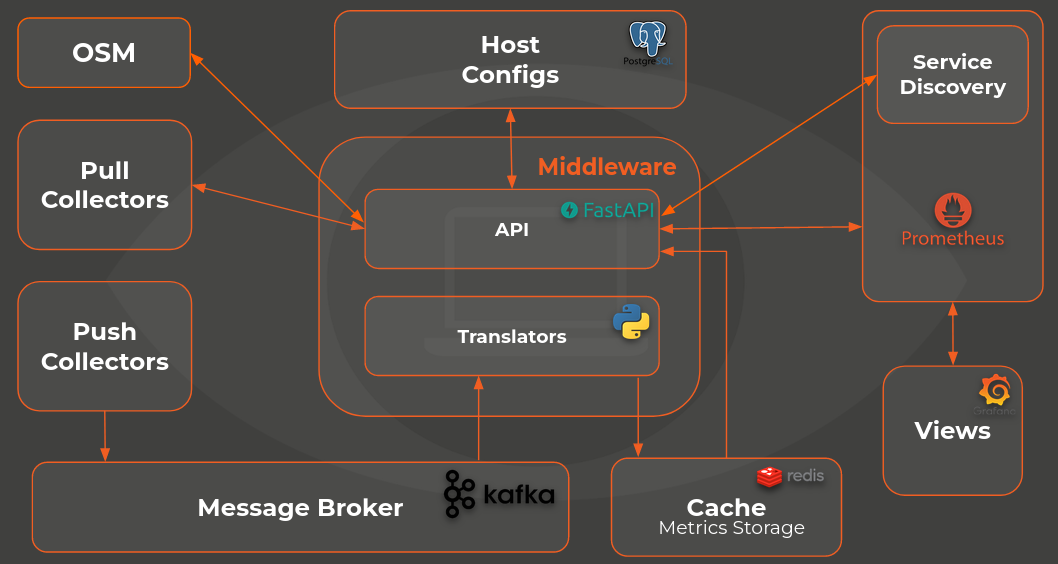 OSM
Host
Configs
PostgreSQL
Service
Discovery
Pull
Collectors
Middleware
FastAPI
API
Prometheus
Push
Collectors
Translators
Grafana
Views
Message Broker
kafka
redis
Cache
Metrics Storage